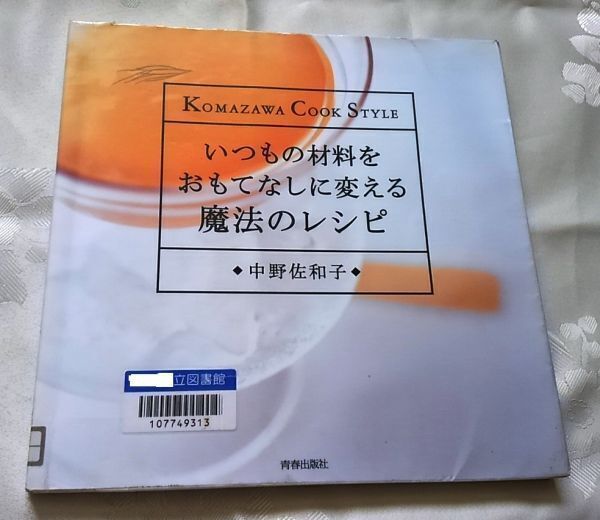 KOMAZAWA COOK STYLE
いつもの材料を
おもてなしに変える
魔法のレシピ
◆中野佐和子◆
立図書館
107749313
青春出版社